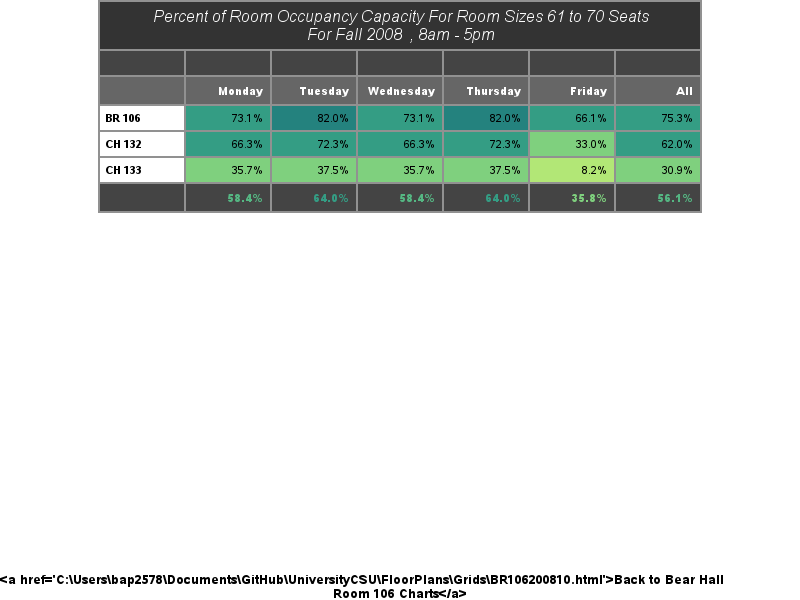 Percent of Room Occupancy Capacity For Room Sizes 61 to 70 Seats
For Fall 2008 , 8am - 5pm
Monday Tuesday Wednesday Thursday Friday All
BR 106 73.1% 82.0% 73.1% 82.0% 66.1% 75.3%
CH 132 66.3% 72.3% 66.3% 72.3% 33.0% 62.0%
CH 133 35.7% 37.5% 35.7% 37.5% 8.2% 30.9%
58.4% 64.0% 58.4% 64.0% 35.8% 56.1%
<a href='C:\Users\bap2578\Documents\GitHub\UniversityCSU\FloorPlans\Grids\BR106200810.html'>Back to Bear Hall
Room 106 Charts</a>